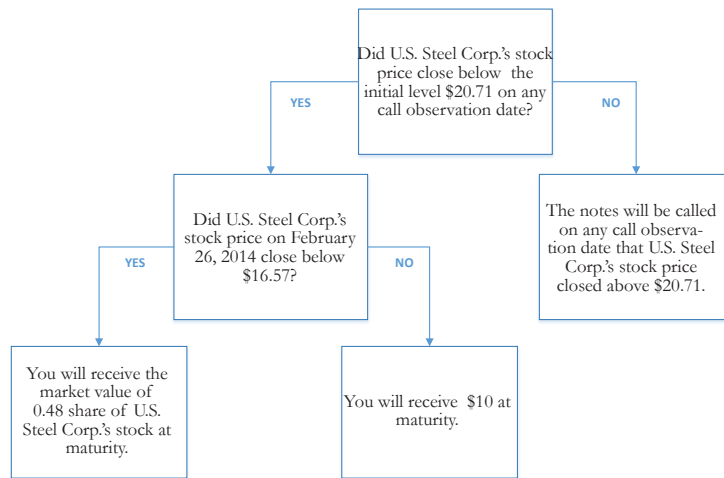 Did U.S. Steel Corp.'s stock
price close below the
initial level $20.71 on any
call observation date?
YES
NO
Did U.S. Steel Corp.'s
stock price on February
26, 2014 close below
$16.57?
The notes will be called
on any call observa-
tion date that U.S. Steel
Corp.'s stock price
closed above $20.71.
YES
NO
You will receive the
market value of
0.48 share of U.S.
Steel Corp.'s stock at
maturity.
You will receive $10 at
maturity.